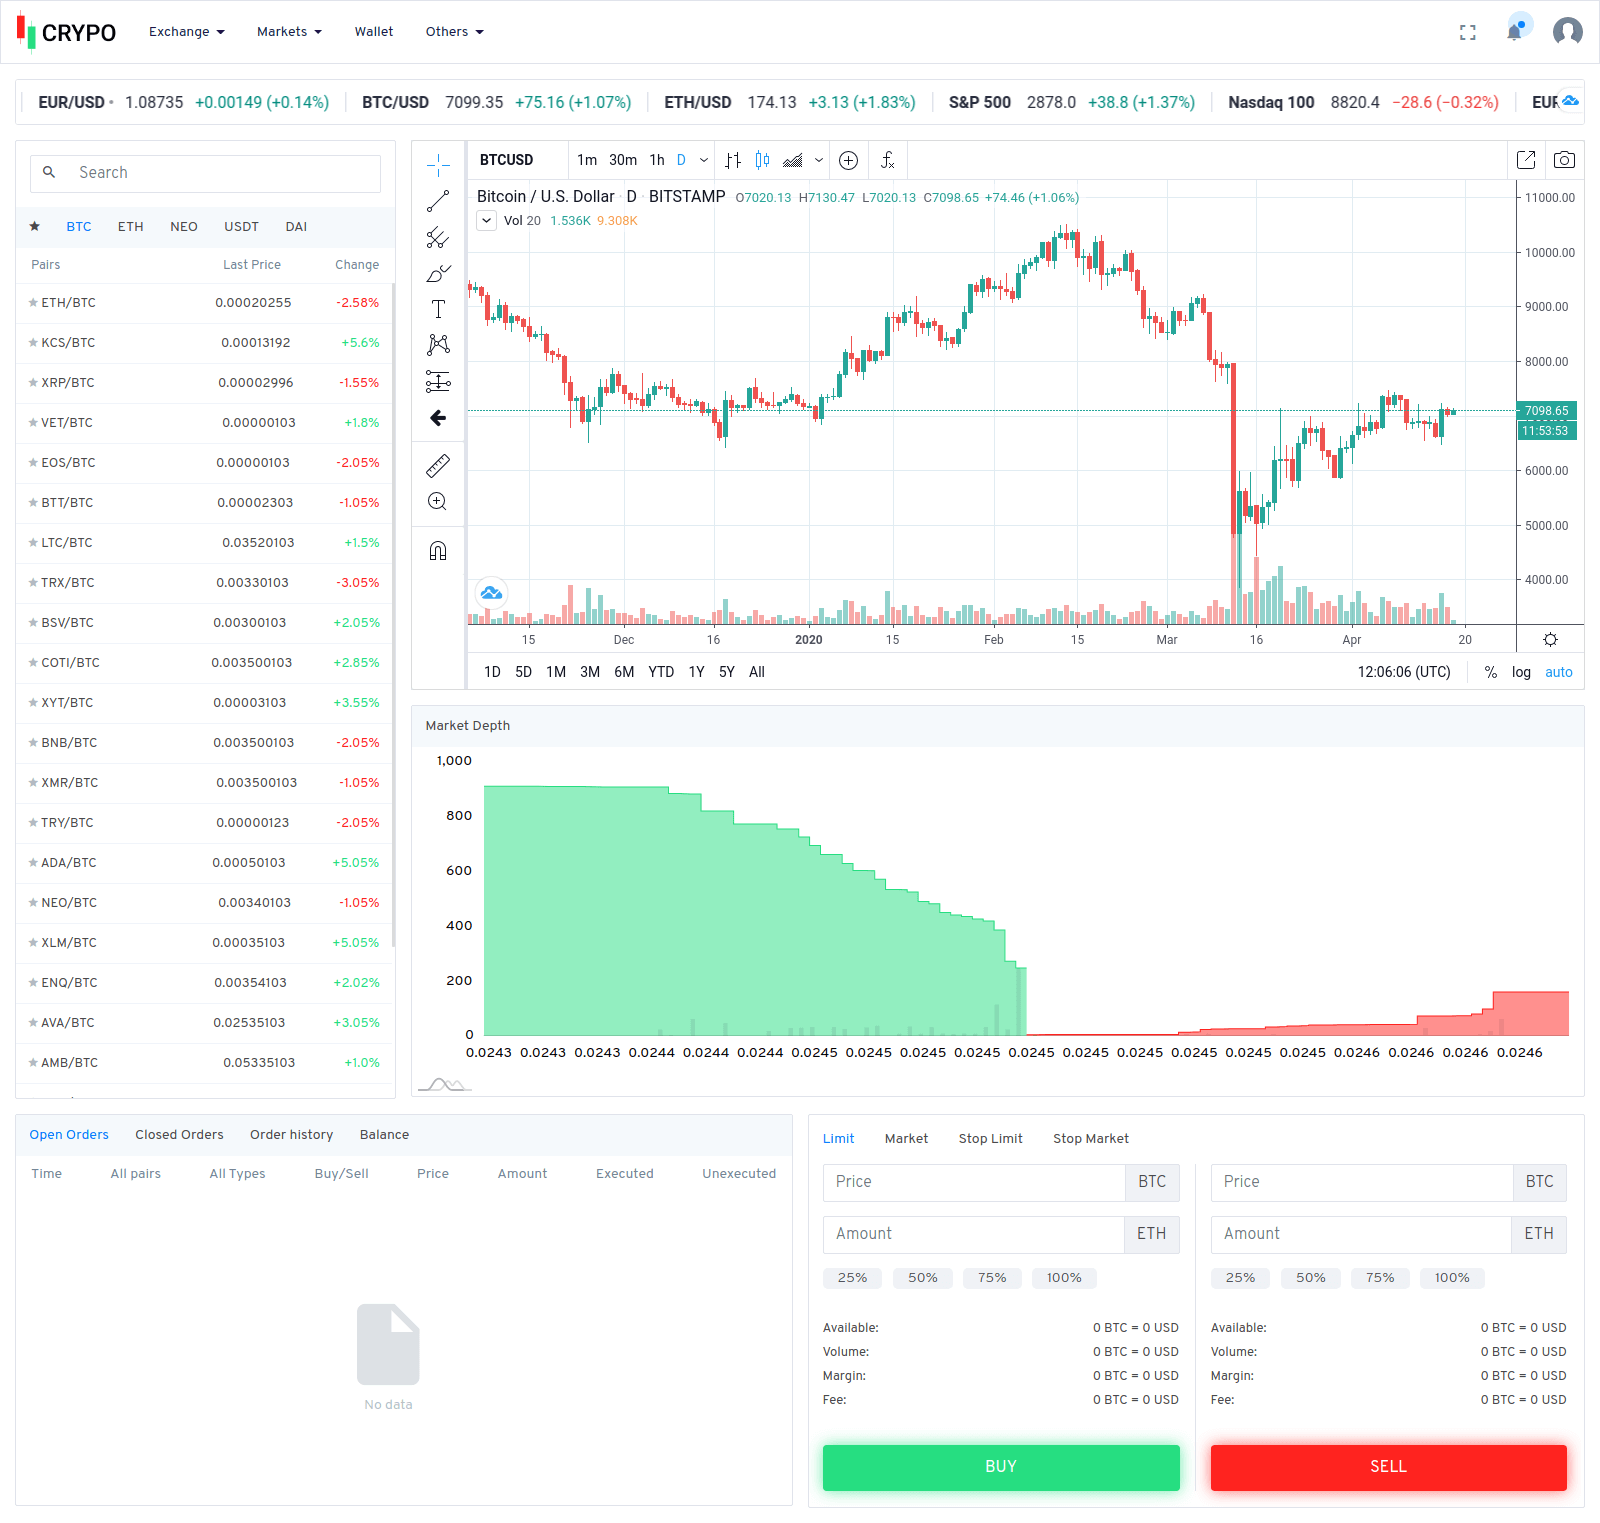 CRYPO
Exchange Markets Wallet Others
EUR/USD 1.08735 +0.00149 (+0.14%) BTC/USD 7099.35 +75.16 (+1.07%) ETH/USD 174.13 +3.13 (+1.83%) S&P 500 2878.0 +38.8 (+1.37%) Nasdaq 100 8820.4 −28.6 (−0.32%) EUR
Search
BTC ETH NEO USDT DAI
Pairs Last Price Change
ETH/BTC 0.00020255 -2.58%
KCS/BTC 0.00013192 +5.6%
XRP/BTC 0.00002996 -1.55%
VET/BTC 0.00000103 +1.8%
EOS/BTC 0.00000103 -2.05%
BTT/BTC 0.00002303 -1.05%
LTC/BTC 0.03520103 +1.5%
TRX/BTC 0.00330103 -3.05%
BSV/BTC 0.00300103 +2.05%
COTI/BTC 0.003500103 +2.85%
XYT/BTC 0.00003103 +3.55%
BNB/BTC 0.003500103 -2.05%
XMR/BTC 0.003500103 -1.05%
TRY/BTC 0.00000123 -2.05%
ADA/BTC 0.00050103 +5.05%
NEO/BTC 0.00340103 -1.05%
XLM/BTC 0.00035103 +5.05%
ENQ/BTC 0.00354103 +2.02%
AVA/BTC 0.02535103 +3.05%
AMB/BTC 0.05335103 +1.0%
BTCUSD 1m 30m 1h D
Bitcoin / U.S. Dollar · D · BITSTAMP O7020.13 H7130.47 L7020.13 C7098.65 +74.46 (+1.06%)
Vol 20 1.536K 9.308K
11000.00
10000.00
9000.00
8000.00
7098.65
11:53:53
6000.00
5000.00
4000.00
15 Dec 16 2020 15 Feb 15 Mar 16 Apr 20
1D 5D 1M 3M 6M YTD 1Y 5Y All 12:06:06 (UTC) % log auto
Market Depth
1,000
800
600
400
200
0
0.0243 0.0243 0.0243 0.0244 0.0244 0.0244 0.0245 0.0245 0.0245 0.0245 0.0245 0.0245 0.0245 0.0245 0.0245 0.0245 0.0246 0.0246 0.0246 0.0246
Open Orders Closed Orders Order history Balance
Time All pairs All Types Buy/Sell Price Amount Executed Unexecuted
No data
Limit Market Stop Limit Stop Market
Price BTC Price BTC
Amount ETH Amount ETH
25% 50% 75% 100% 25% 50% 75% 100%
Available: 0 BTC = 0 USD Available: 0 BTC = 0 USD
Volume: 0 BTC = 0 USD Volume: 0 BTC = 0 USD
Margin: 0 BTC = 0 USD Margin: 0 BTC = 0 USD
Fee: 0 BTC = 0 USD Fee: 0 BTC = 0 USD
BUY SELL